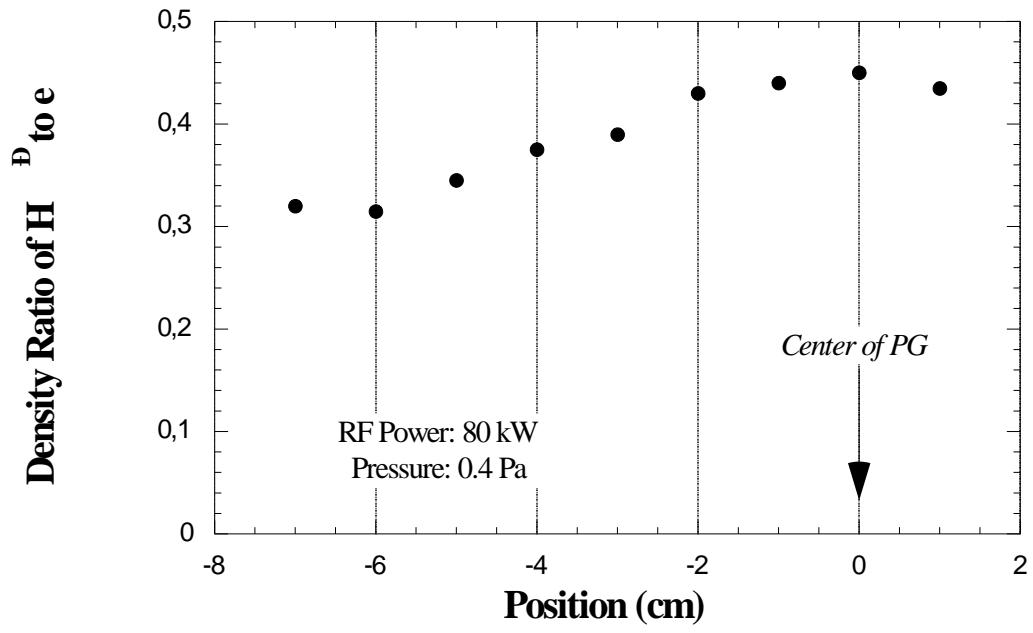 Density Ratio of H Đ to e
0,5
0,4
0,3
0,2
0,1
0
Center of PG
RF Power: 80 kW
Pressure: 0.4 Pa
-8 -6 -4 -2 0 2
Position (cm)